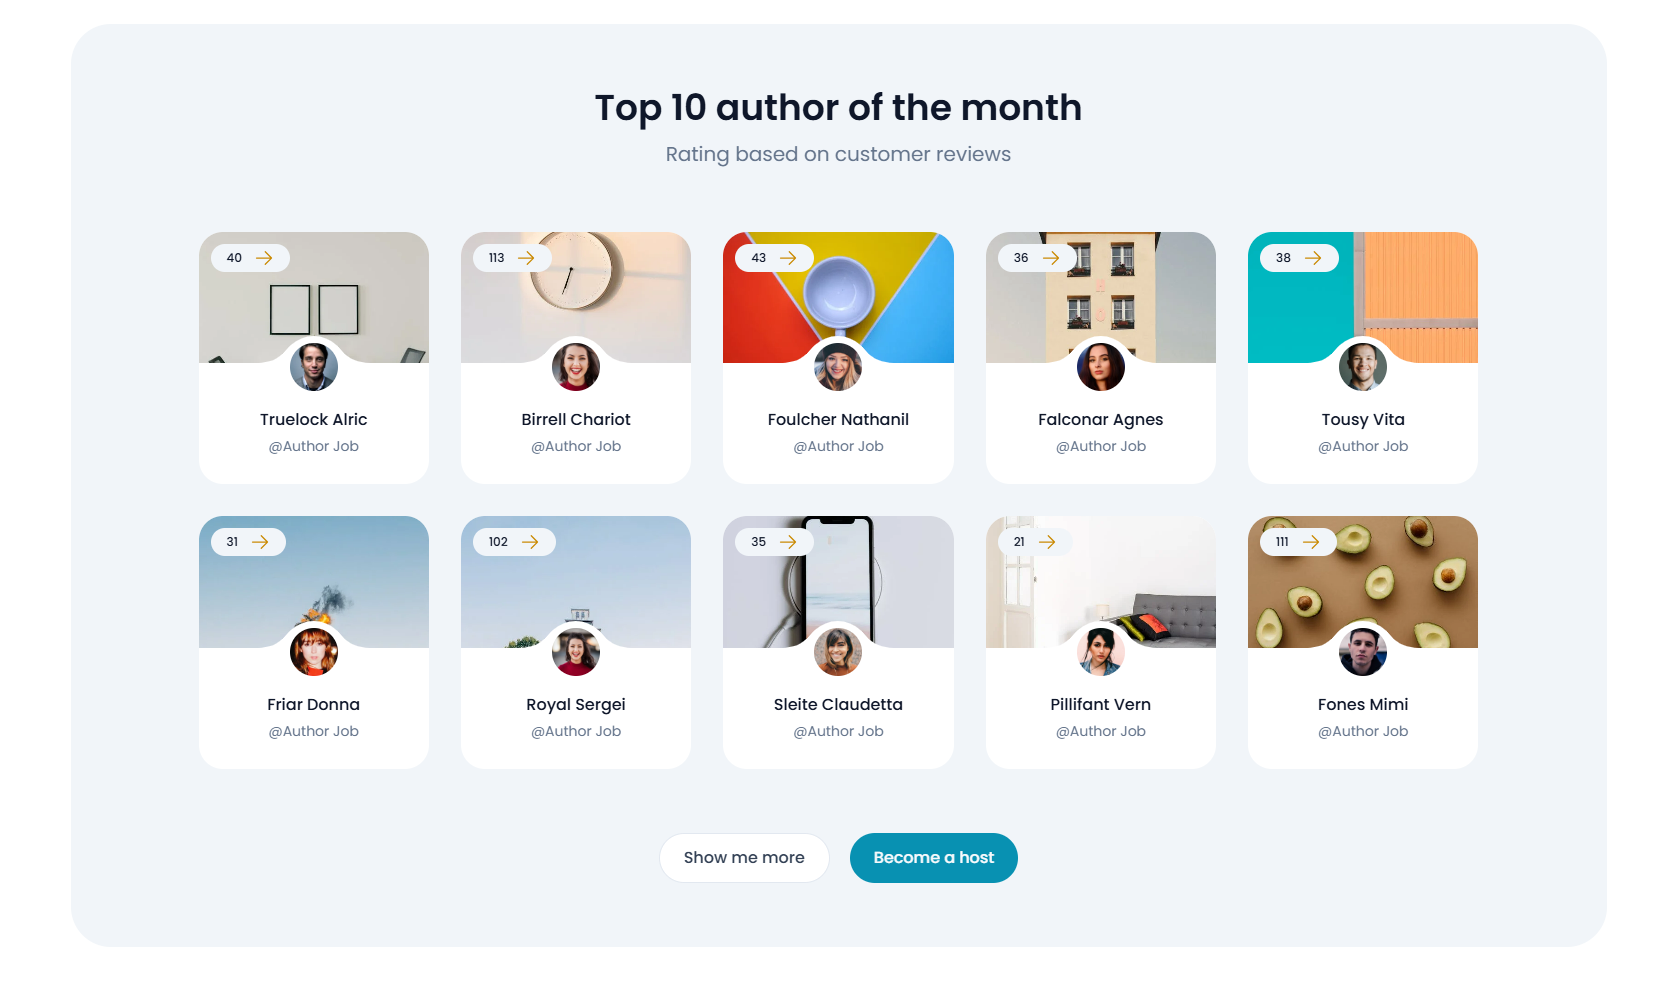 Top 10 author of the month
Rating based on customer reviews
40
113
43
36
38
Truelock Alric
Birrell Chariot
Foulcher Nathanil
Falconar Agnes
Tousy Vita
@Author Job
@Author Job
@Author Job
@Author Job
@Author Job
31
102
35
21
111
Friar Donna
Royal Sergei
Sleite Claudetta
Pillifant Vern
Fones Mimi
@Author Job
@Author Job
@Author Job
@Author Job
@Author Job
Show me more
Become a host